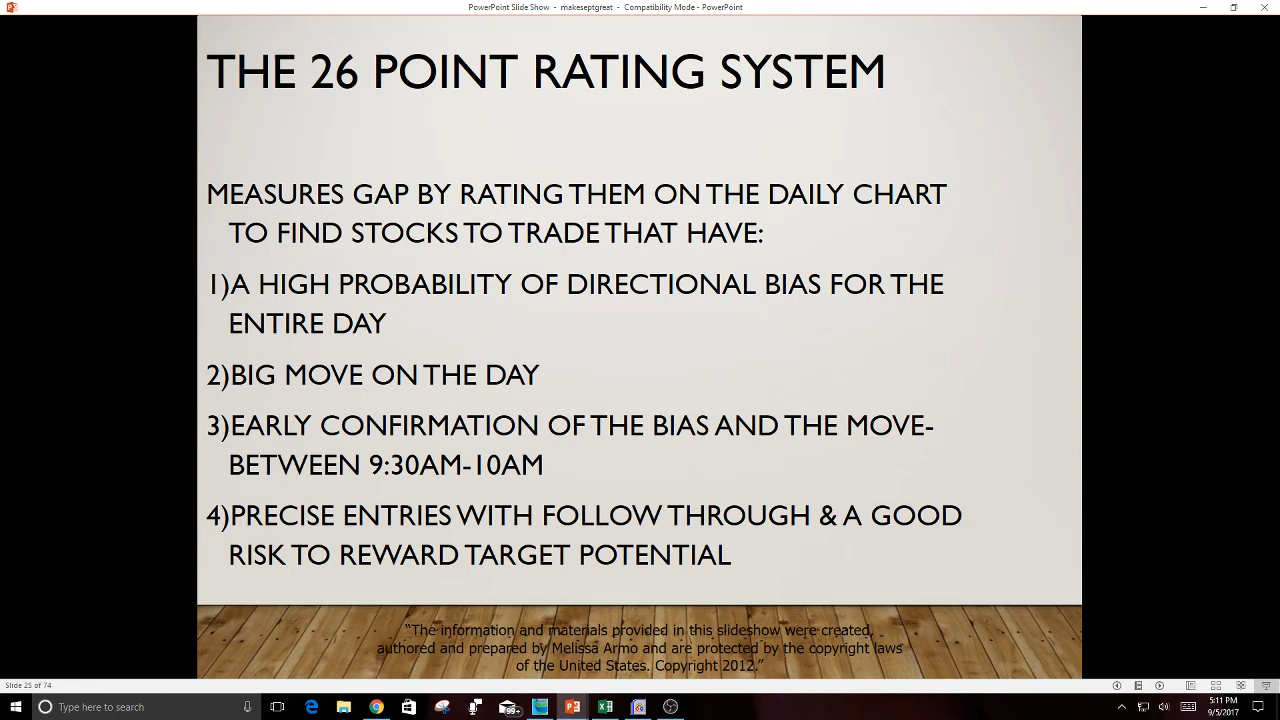 PowerPoint Slide Show - makeseptgreat - Compatibility Mode - PowerPoint
THE 26 POINT RATING SYSTEM
MEASURES GAP BY RATING THEM ON THE DAILY CHART
TO FIND STOCKS TO TRADE THAT HAVE:
1)A HIGH PROBABILITY OF DIRECTIONAL BIAS FOR THE
ENTIRE DAY
2)BIG MOVE ON THE DAY
3)EARLY CONFIRMATION OF THE BIAS AND THE MOVE-
BETWEEN 9:30AM-10AM
4)PRECISE ENTRIES WITH FOLLOW THROUGH & A GOOD
RISK TO REWARD TARGET POTENTIAL
“The information and materials provided in this slideshow were created,
authored and prepared by Melissa Armo and are protected by the copyright laws
of the United States. Copyright 2012.”
Slide 25 of 74
Type here to search
99+
5:11 PM
9/5/2017